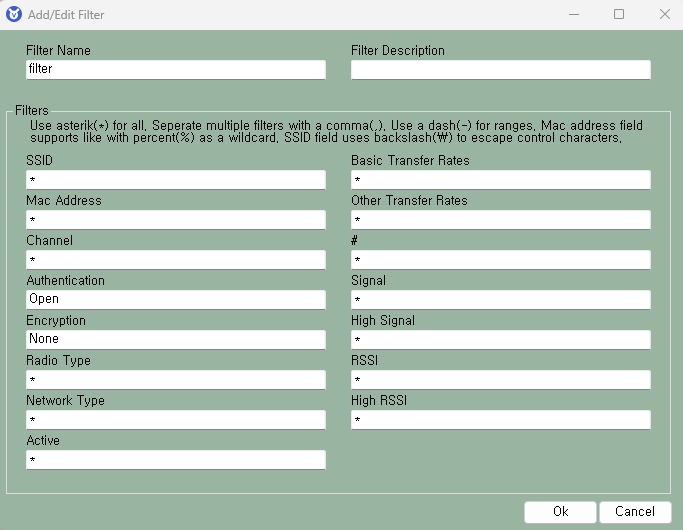 Add/Edit Filter
Filter Name
Filter Description
filter
Filters
Use asterik(*) for all, Seperate multiple filters with a comma(,), Use a dash(-) for ranges, Mac address field
supports like with percent(%) as a wildcard, SSID field uses backslash(₩) to escape control characters,
SSID
Basic Transfer Rates
*
*
Mac Address
Other Transfer Rates
*
*
Channel
#
*
*
Authentication
Signal
Open
*
Encryption
High Signal
None
*
Radio Type
RSSI
*
*
Network Type
High RSSI
*
*
Active
*
Ok
Cancel